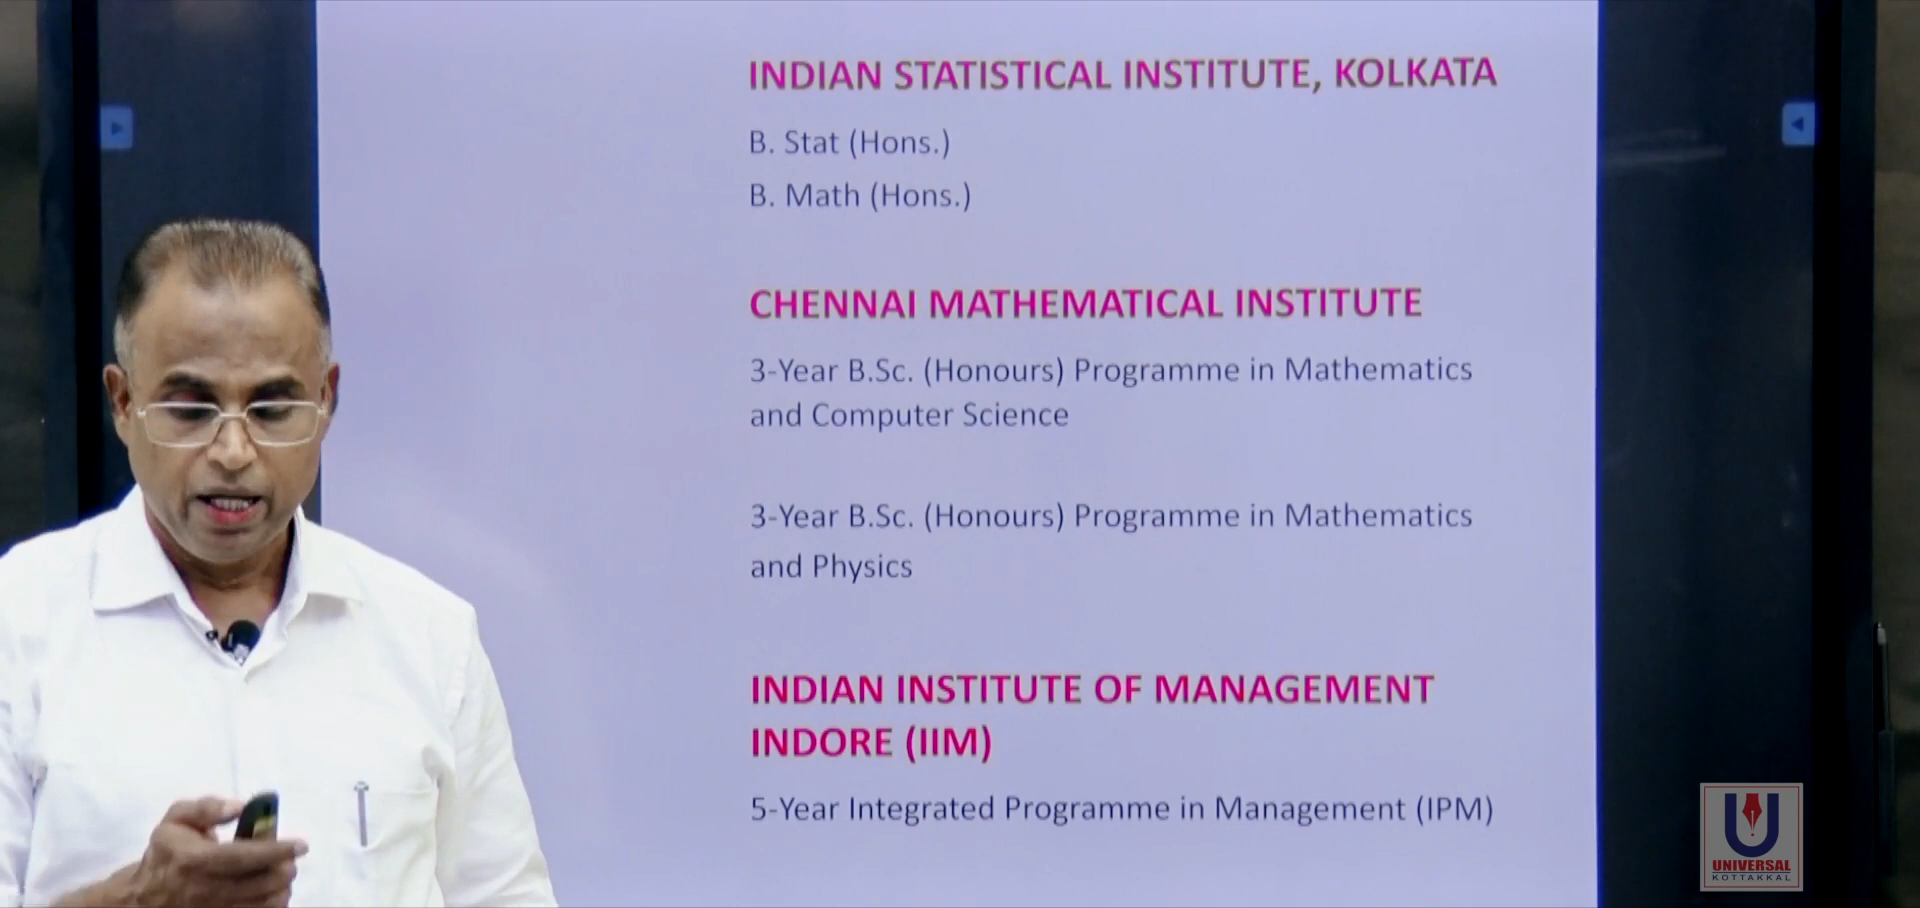 INDIAN STATISTICAL INSTITUTE, KOLKATA
B. Stat (Hons.)
B. Math (Hons.)
CHENNAI MATHEMATICAL INSTITUTE
3-Year B.Sc. (Honours) Programme in Mathematics
and Computer Science
3-Year B.Sc. (Honours) Programme in Mathematics
and Physics
INDIAN INSTITUTE OF MANAGEMENT
INDORE (IIM)
5-Year Integrated Programme in Management (IPM)
U
UNIVERSAL
KOTTAKKAL